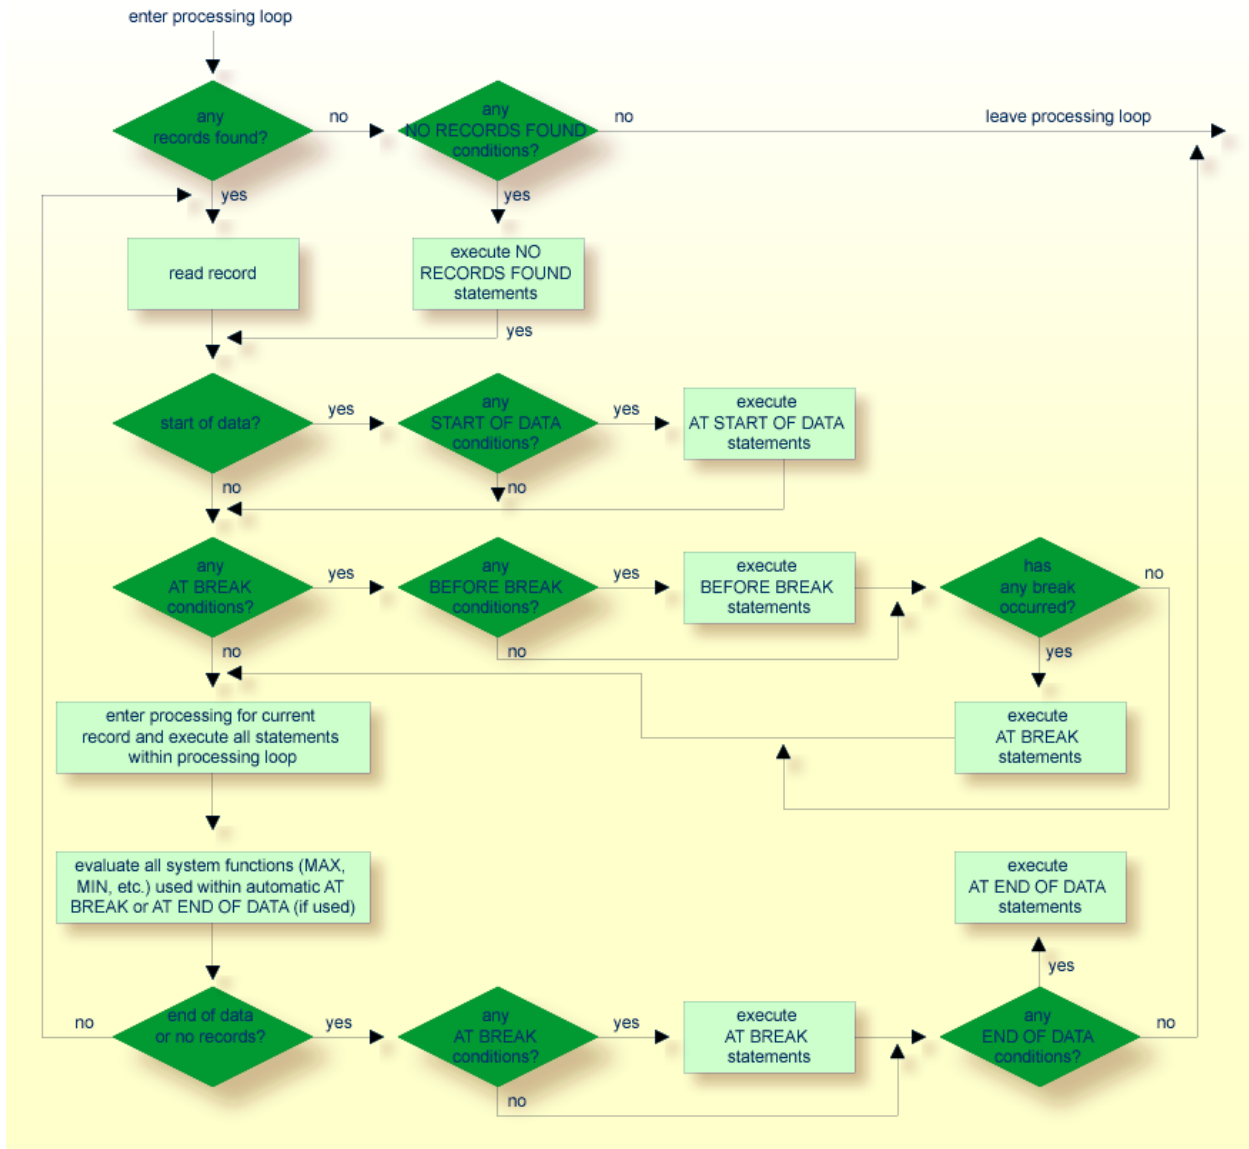 enter processing loop
any
records found?
no
any
NO RECORDS FOUND
conditions?
no
leave processing loop
yes
yes
read record
execute NO
RECORDS FOUND
statements
yes
start of data?
yes
any
START OF DATA
conditions?
yes
execute
AT START OF DATA
statements
no
no
any
AT BREAK
conditions?
yes
any
BEFORE BREAK
conditions?
yes
execute
BEFORE BREAK
statements
has
any break
occurred?
no
no
no
yes
enter processing for current
record and execute all statements
within processing loop
execute
AT BREAK
statements
evaluate all system functions (MAX,
MIN, etc.) used within automatic AT
BREAK or AT END OF DATA (if used)
execute
AT END OF DATA
statements
yes
no
end of data
or no records?
yes
any
AT BREAK
conditions?
yes
execute
AT BREAK
statements
any
END OF DATA
conditions?
no
no